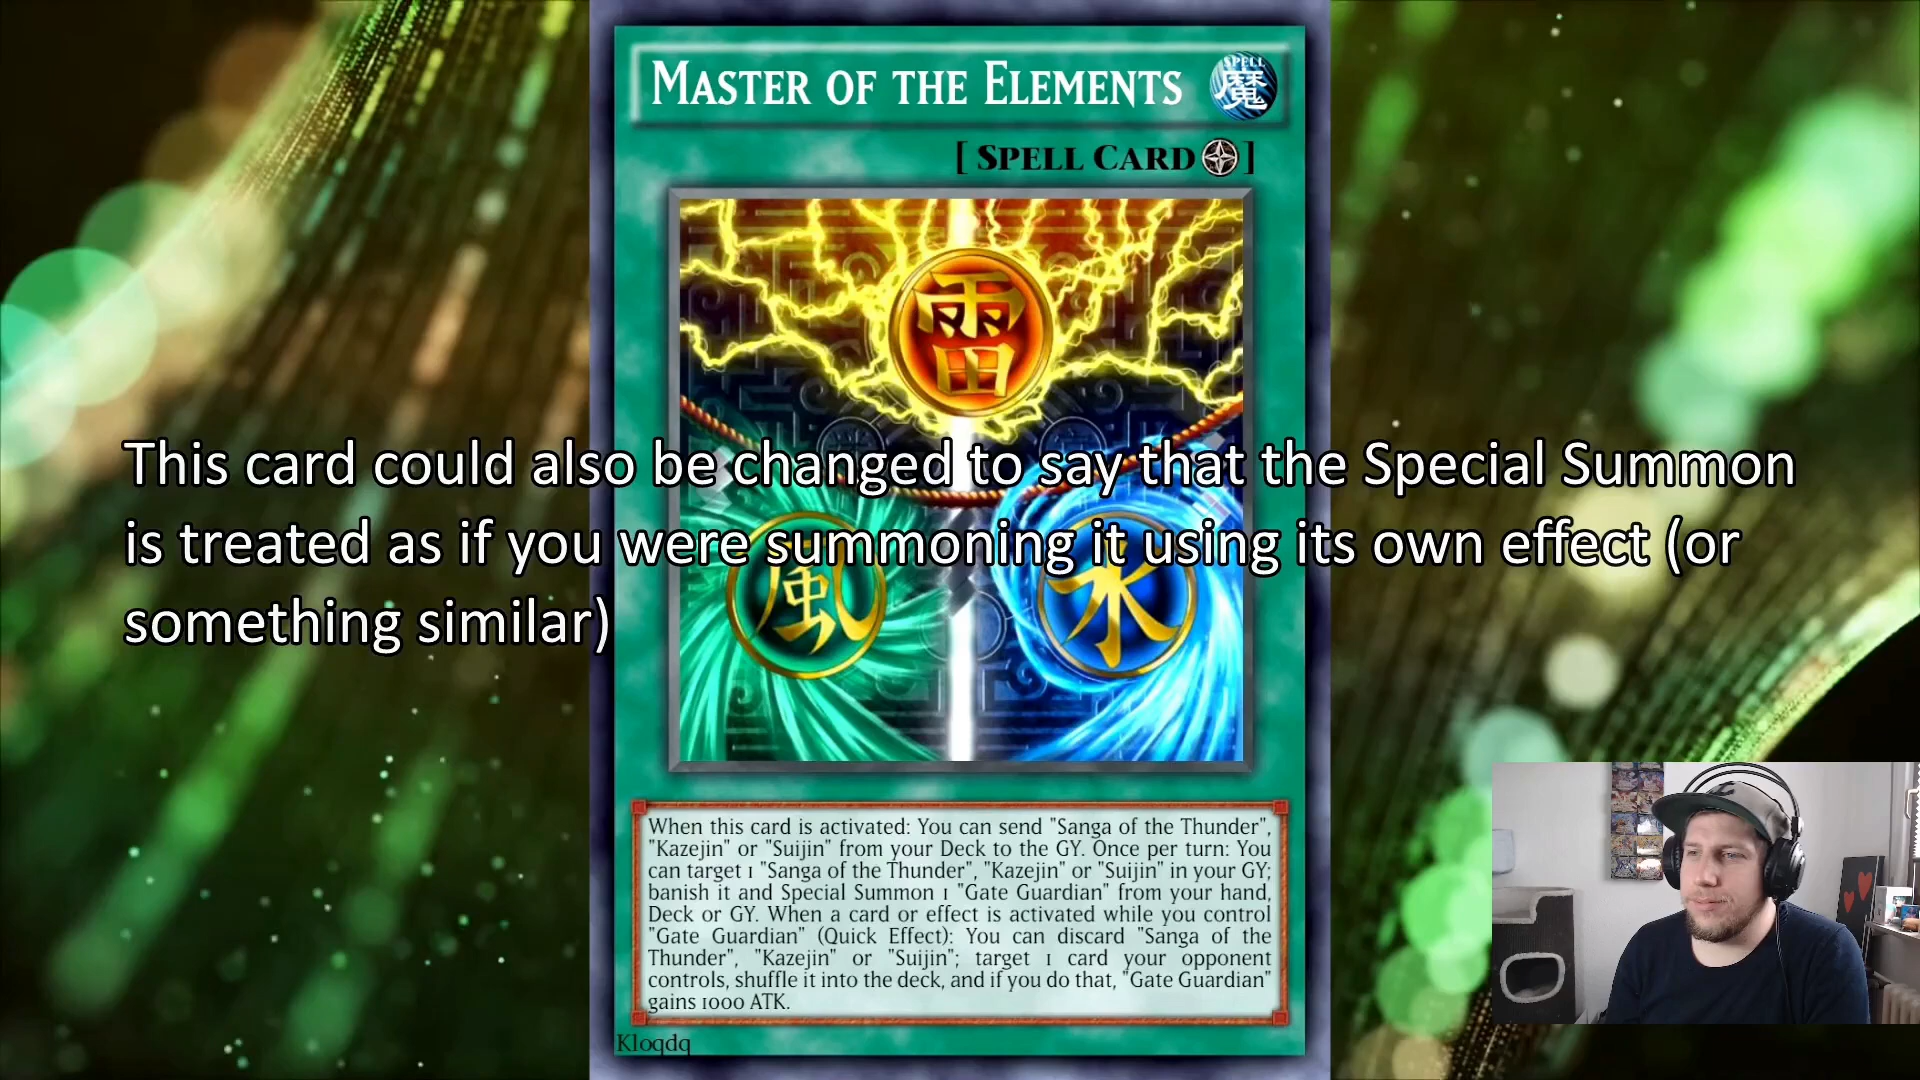 MASTER OF THE ELEMENTS
SPELL
魔
[ SPELL CARD ]
雷
This card could also be changed to say that the Special Summon
is treated as if you were summoning it using its own effect (or
something similar)
風
水
When this card is activated: You can send "Sanga of the Thunder",
"Kazejin" or "Suijin" from your Deck to the GY. Once per turn: You
can target 1 "Sanga of the Thunder", "Kazejin" or "Suijin" in your GY;
banish it and Special Summon 1 "Gate Guardian" from your hand,
Deck or GY. When a card or effect is activated while you control
"Gate Guardian" (Quick Effect): You can discard "Sanga of the
Thunder", "Kazejin" or "Suijin"; target 1 card your opponent
controls, shuffle it into the deck, and if you do that, "Gate Guardian"
gains 1000 ATK.
Kloqdq